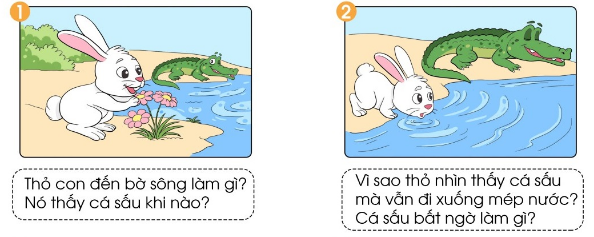 1
Thỏ con đến bờ sông làm gì?
Nó thấy cá sấu khi nào?
2
Vì sao thỏ nhìn thấy cá sấu
mà vẫn đi xuống mép nước?
Cá sấu bất ngờ làm gì?